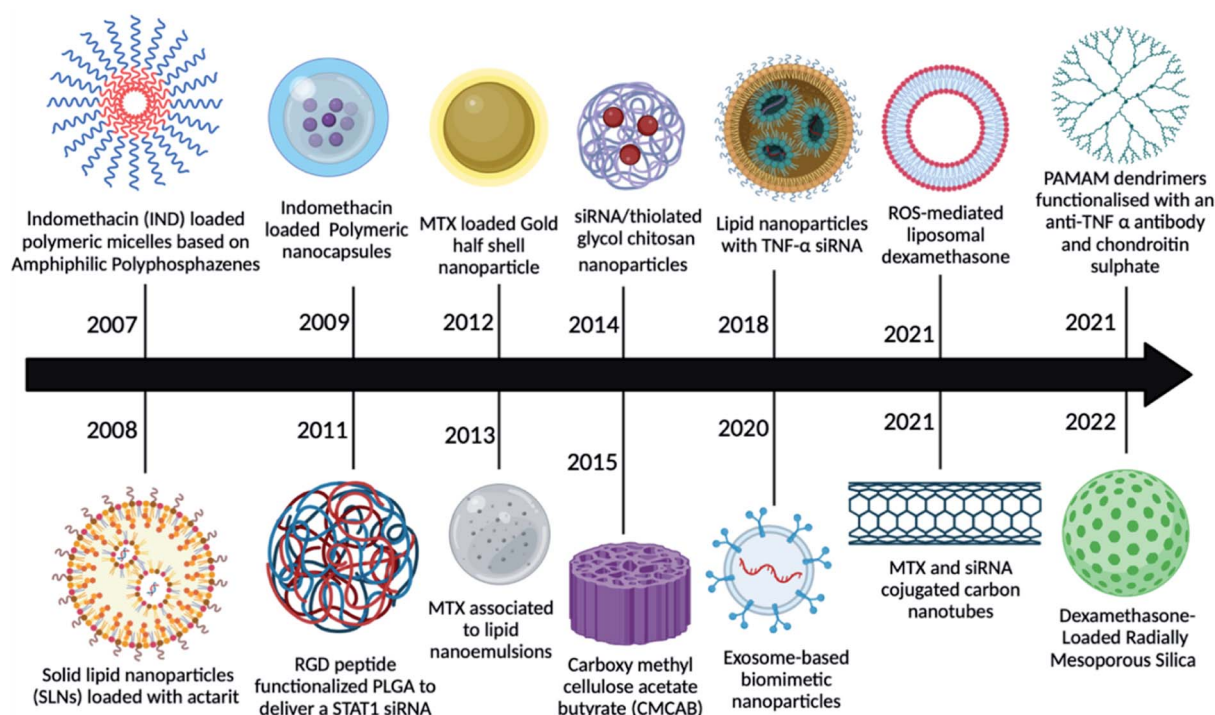 Indomethacin (IND) loaded
polymeric micelles based on
Amphiphilic Polyphosphazenes
2007
Indomethacin
loaded Polymeric
nanocapsules
2009
MTX loaded Gold
half shell
nanoparticle
2012
siRNA/thiolated
glycol chitosan
nanoparticles
2014
Lipid nanoparticles
with TNF-α siRNA
2018
ROS-mediated
liposomal
dexamethasone
2021
PAMAM dendrimers
functionalised with an
anti-TNF α antibody
and chondroitin
sulphate
2021
2008
Solid lipid nanoparticles
(SLNs) loaded with actarit
2011
RGD peptide
functionalized PLGA to
deliver a STAT1 siRNA
2013
MTX associated
to lipid
nanoemulsions
2015
Carboxy methyl
cellulose acetate
butyrate (CMCAB)
2020
Exosome-based
biomimetic
nanoparticles
2021
MTX and siRNA
cojugated carbon
nanotubes
2022
Dexamethasone-
Loaded Radially
Mesoporous Silica